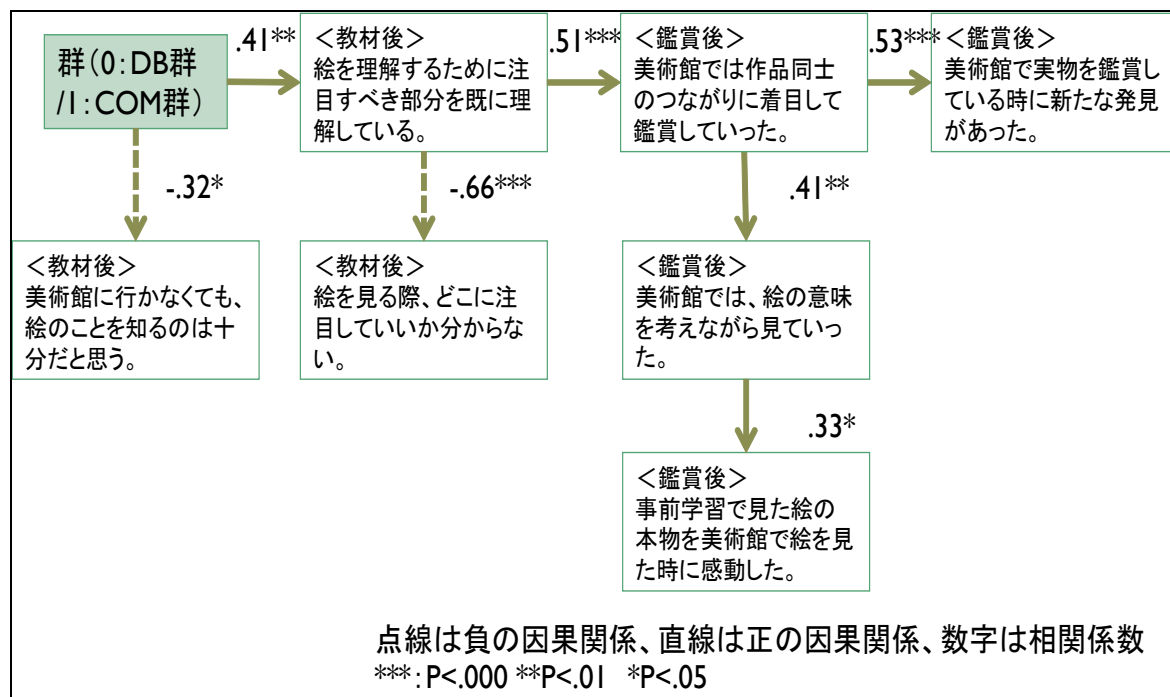 群(0:DB群
/1:COM群)
.41**
＜教材後＞
絵を理解するために注
目すべき部分を既に理
解している。
.51***
＜鑑賞後＞
美術館では作品同士
のつながりに着目して
鑑賞していった。
.53***
＜鑑賞後＞
美術館で実物を鑑賞し
ている時に新たな発見
があった。
-.32*
-.66***
.41**
＜教材後＞
美術館に行かなくても、
絵のことを知るのは十
分だと思う。
＜教材後＞
絵を見る際、どこに注
目していいか分からな
い。
＜鑑賞後＞
美術館では、絵の意味
を考えながら見ていっ
た。
.33*
＜鑑賞後＞
事前学習で見た絵の
本物を美術館で絵を見
た時に感動した。
点線は負の因果関係、直線は正の因果関係、数字は相関係数
***:P<.000 **P<.01 *P<.05